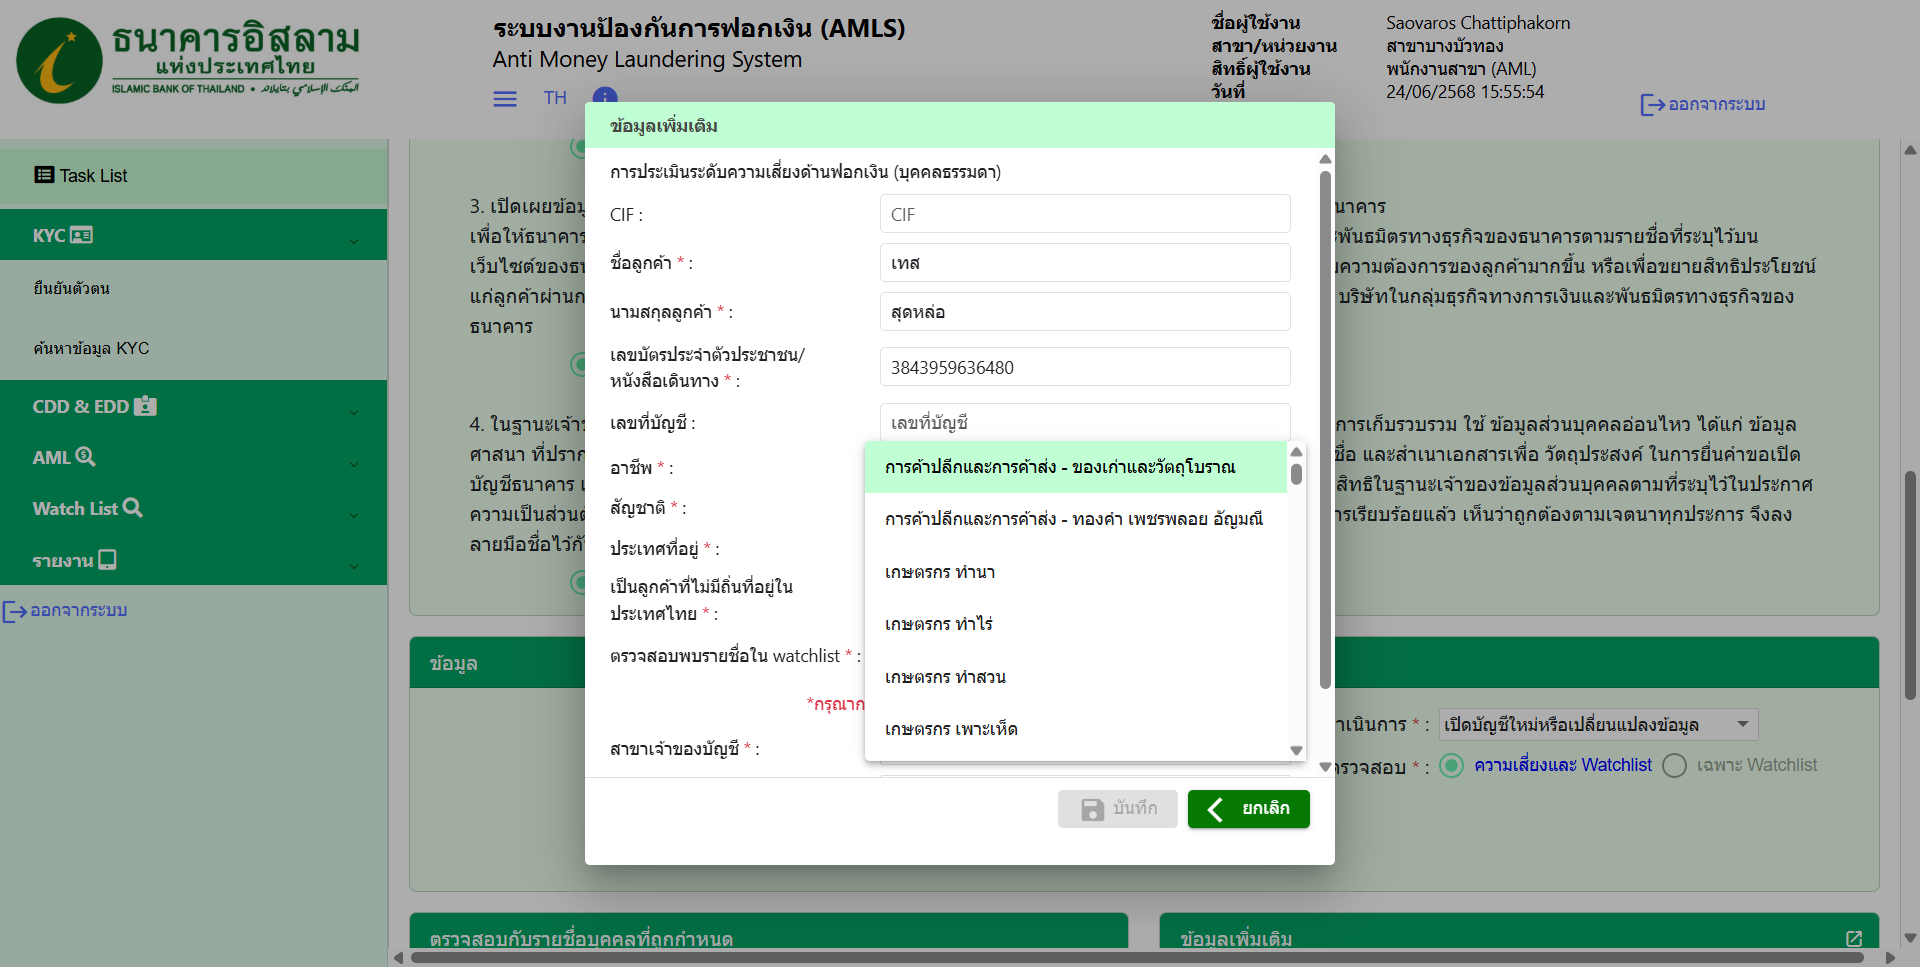 ธนาคารอิสลาม
แห่งประเทศไทย
ISLAMIC BANK OF THAILAND
ระบบงานป้องกันการฟอกเงิน (AMLS)
Anti Money Laundering System
TH
ชื่อผู้ใช้งาน Saovaros Chattiphakorn
สาขา/หน่วยงาน สาขาบางบัวทอง
สิทธิ์ผู้ใช้งาน พนักงานสาขา (AML)
วันที่ 24/06/2568 15:55:54
ออกจากระบบ
Task List
KYC
ยืนยันตัวตน
ค้นหาข้อมูล KYC
CDD & EDD
AML
Watch List
รายงาน
ออกจากระบบ
3. เปิดเผยข้อมู
เพื่อให้ธนาคาร
เว็บไซต์ของธน
แก่ลูกค้าผ่านก
ธนาคาร
นาคาร
ะพันธมิตรทางธุรกิจของธนาคารตามรายชื่อที่ระบุไว้บน
ความต้องการของลูกค้ามากขึ้น หรือเพื่อขยายสิทธิประโยชน์
บริษัทในกลุ่มธุรกิจทางการเงินและพันธมิตรทางธุรกิจของ
4. ในฐานะเจ้าข
ศาสนา ที่ปราก
บัญชีธนาคาร เ
ความเป็นส่วนต
ลายมือชื่อไว้ก
การเก็บรวบรวม ใช้ ข้อมูลส่วนบุคคลอ่อนไหว ได้แก่ ข้อมูล
ชื่อ และสำเนาเอกสารเพื่อ วัตถุประสงค์ ในการยื่นคำขอเปิด
สิทธิในฐานะเจ้าของข้อมูลส่วนบุคคลตามที่ระบุไว้ในประกาศ
การเรียบร้อยแล้ว เห็นว่าถูกต้องตามเจตนาทุกประการ จึงลง
ข้อมูลเพิ่มเติม
การประเมินระดับความเสี่ยงด้านฟอกเงิน (บุคคลธรรมดา)
CIF : CIF
ชื่อลูกค้า * : เทส
นามสกุลลูกค้า * : สุดหล่อ
เลขบัตรประจำตัวประชาชน/
หนังสือเดินทาง * : 3843959636480
เลขที่บัญชี : เลขที่บัญชี
อาชีพ * :
สัญชาติ * :
ประเทศที่อยู่ * :
เป็นลูกค้าที่ไม่มีถิ่นที่อยู่ใน
ประเทศไทย * :
ตรวจสอบพบรายชื่อใน watchlist * :
*กรุณาก
สาขาเจ้าของบัญชี * :
การค้าปลีกและการค้าส่ง - ของเก่าและวัตถุโบราณ
การค้าปลีกและการค้าส่ง - ทองคำ เพชรพลอย อัญมณี
เกษตรกร ทำนา
เกษตรกร ทำไร่
เกษตรกร ทำสวน
เกษตรกร เพาะเห็ด
บันทึก
ยกเลิก
ข้อมูล
าเนินการ * : เปิดบัญชีใหม่หรือเปลี่ยนแปลงข้อมูล
ตรวจสอบ * : ความเสี่ยงและ Watchlist เฉพาะ Watchlist
ตรวจสอบกับรายชื่อบุคคลที่ถูกกำหนด
ข้อมูลเพิ่มเติม